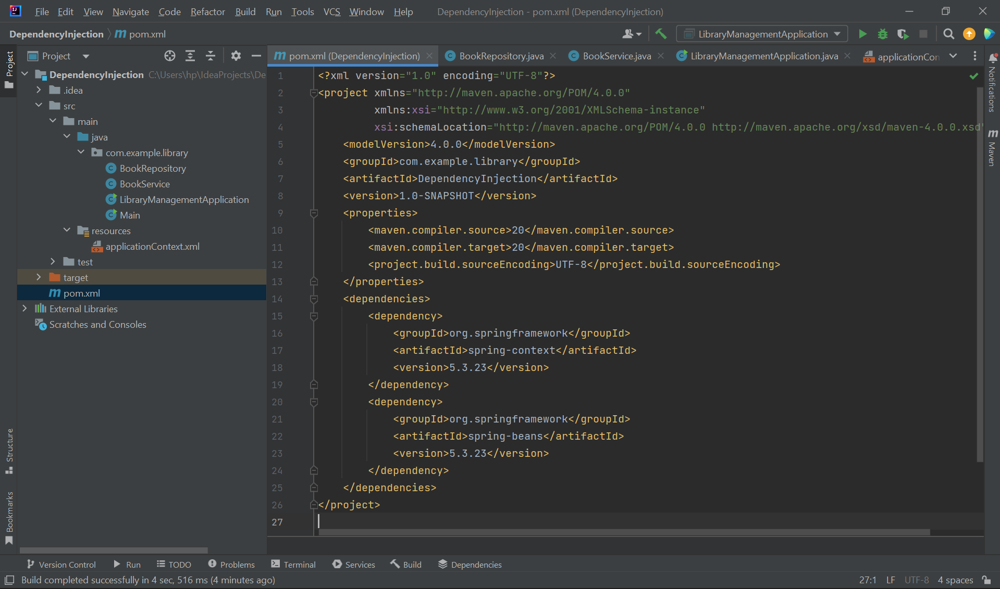 File Edit View Navigate Code Refactor Build Run Tools VCS Window Help DependencyInjection - pom.xml (DependencyInjection)
DependencyInjection m pom.xml LibraryManagementApplication
Project
Project
m pom.xml (DependencyInjection) BookRepository.java BookService.java LibraryManagementApplication.java applicationCon
DependencyInjection C:\Users\hp\IdeaProjects\De
.idea
src
main
java
com.example.library
BookRepository
BookService
LibraryManagementApplication
Main
resources
applicationContext.xml
test
target
m pom.xml
External Libraries
Scratches and Consoles
1 <?xml version="1.0" encoding="UTF-8"?>
2 <project xmlns="http://maven.apache.org/POM/4.0.0"
3 xmlns:xsi="http://www.w3.org/2001/XMLSchema-instance"
4 xsi:schemaLocation="http://maven.apache.org/POM/4.0.0 http://maven.apache.org/xsd/maven-4.0.0.xsd"
5 <modelVersion>4.0.0</modelVersion>
6 <groupId>com.example.library</groupId>
7 <artifactId>DependencyInjection</artifactId>
8 <version>1.0-SNAPSHOT</version>
9 <properties>
10 <maven.compiler.source>20</maven.compiler.source>
11 <maven.compiler.target>20</maven.compiler.target>
12 <project.build.sourceEncoding>UTF-8</project.build.sourceEncoding>
13 </properties>
14 <dependencies>
15 <dependency>
16 <groupId>org.springframework</groupId>
17 <artifactId>spring-context</artifactId>
18 <version>5.3.23</version>
19 </dependency>
20 <dependency>
21 <groupId>org.springframework</groupId>
22 <artifactId>spring-beans</artifactId>
23 <version>5.3.23</version>
24 </dependency>
25 </dependencies>
26 </project>
27
Notifications
m Maven
Structure
Bookmarks
Version Control Run TODO Problems Terminal Services Build Dependencies
Build completed successfully in 4 sec, 516 ms (4 minutes ago) 27:1 LF UTF-8 4 spaces